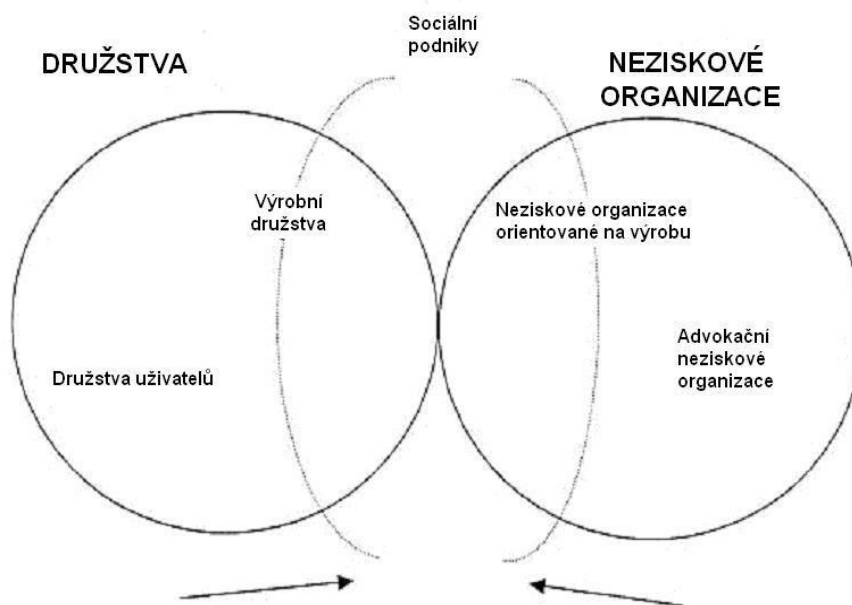 Sociální
podniky
DRUŽSTVA
NEZISKOVÉ
ORGANIZACE
Výrobní
družstva
Neziskové organizace
orientované na výrobu
Družstva uživatelů
Advokační
neziskové
organizace